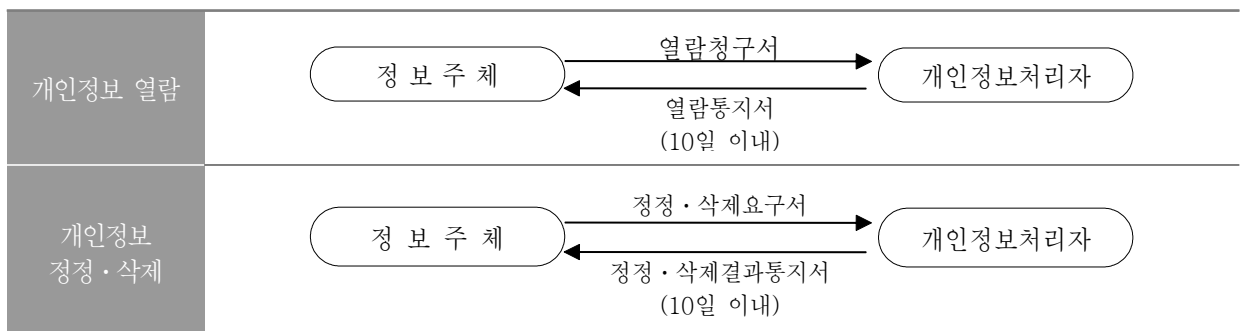 개인정보 열람
정 보 주 체
열람청구서
개인정보처리자
열람통지서
(10일 이내)
개인정보
정정・삭제
정 보 주 체
정정・삭제요구서
개인정보처리자
정정・삭제결과통지서
(10일 이내)